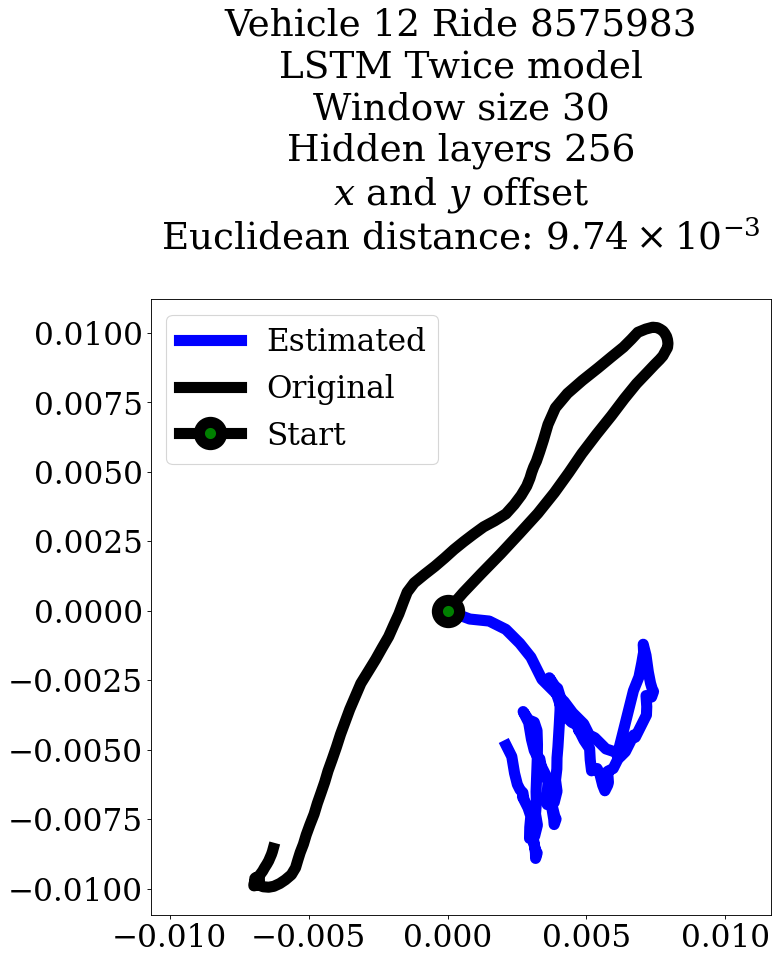 Vehicle 12 Ride 8575983
LSTM Twice model
Window size 30
Hidden layers 256
x and y offset
Euclidean distance: 9.74 × 10⁻³
Estimated
Original
Start
0.0100
0.0075
0.0050
0.0025
0.0000
−0.0025
−0.0050
−0.0075
−0.0100
−0.010 −0.005 0.000 0.005 0.010